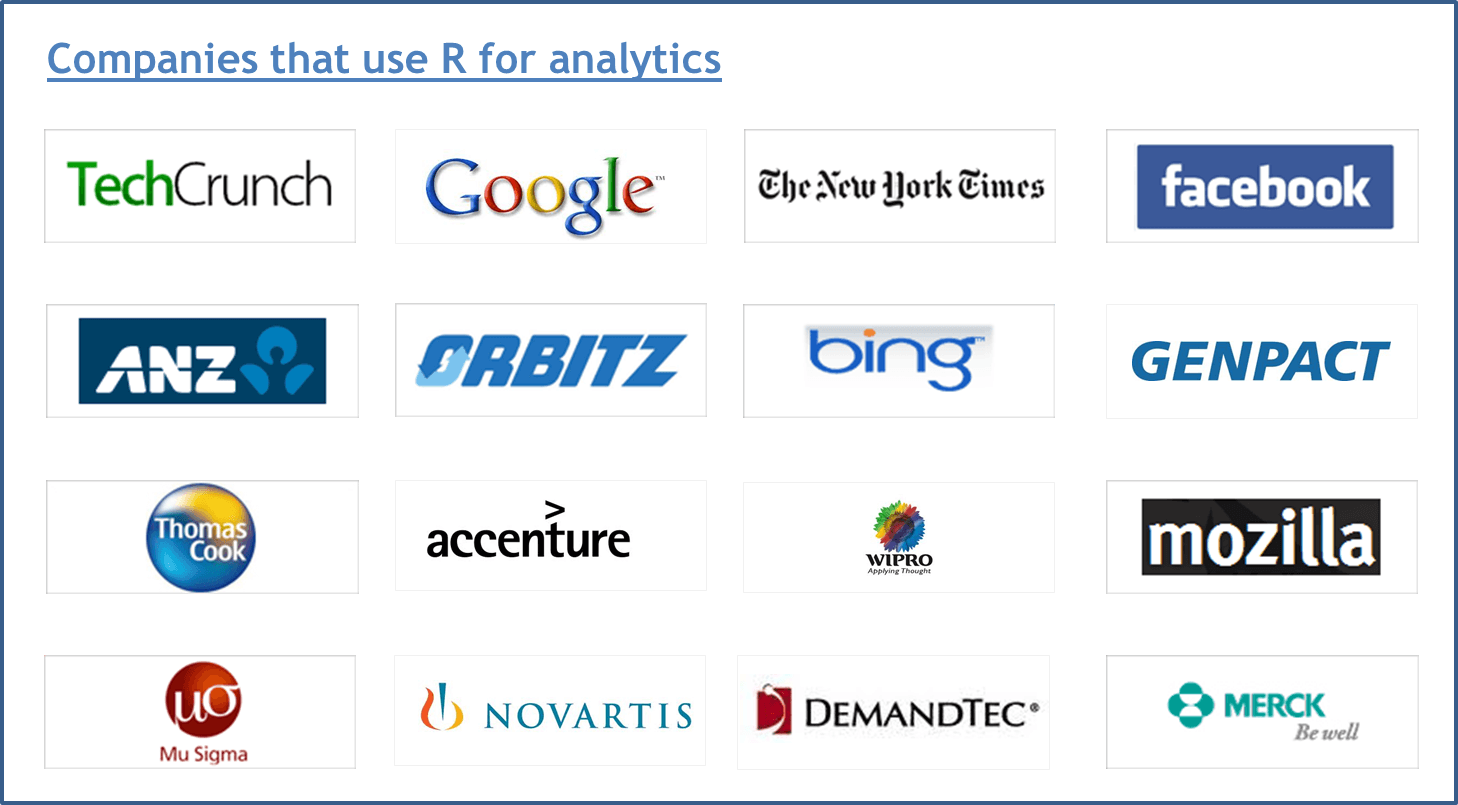 Companies that use R for analytics
TechCrunch
Google™
The New York Times
facebook
ANZ
ORBITZ
bing™
GENPACT
Thomas
Cook
>
accenture
WIPRO
Applying Thought
mozilla
μσ
Mu Sigma
NOVARTIS
DEMANDTEC®
MERCK
Be well